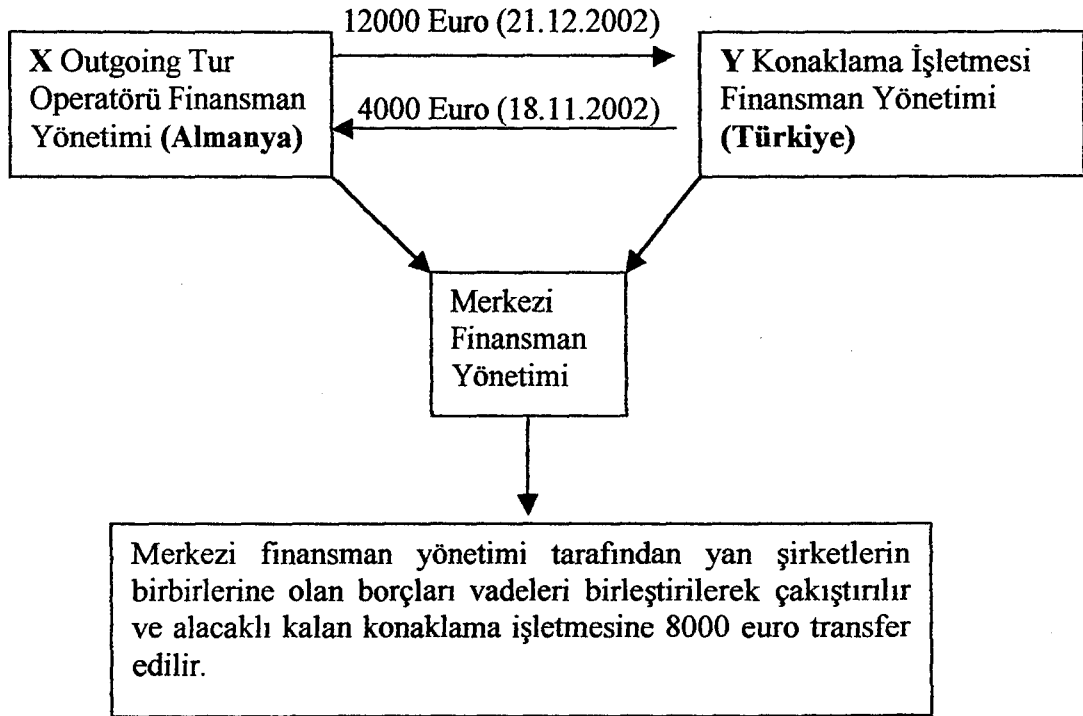 12000 Euro (21.12.2002)
X Outgoing Tur
Operatörü Finansman
Yönetimi (Almanya)
4000 Euro (18.11.2002)
Y Konaklama İşletmesi
Finansman Yönetimi
(Türkiye)
Merkezi
Finansman
Yönetimi
Merkezi finansman yönetimi tarafından yan şirketlerin
birbirlerine olan borçları vadeleri birleştirilerek çakıştırılır
ve alacaklı kalan konaklama işletmesine 8000 euro transfer
edilir.